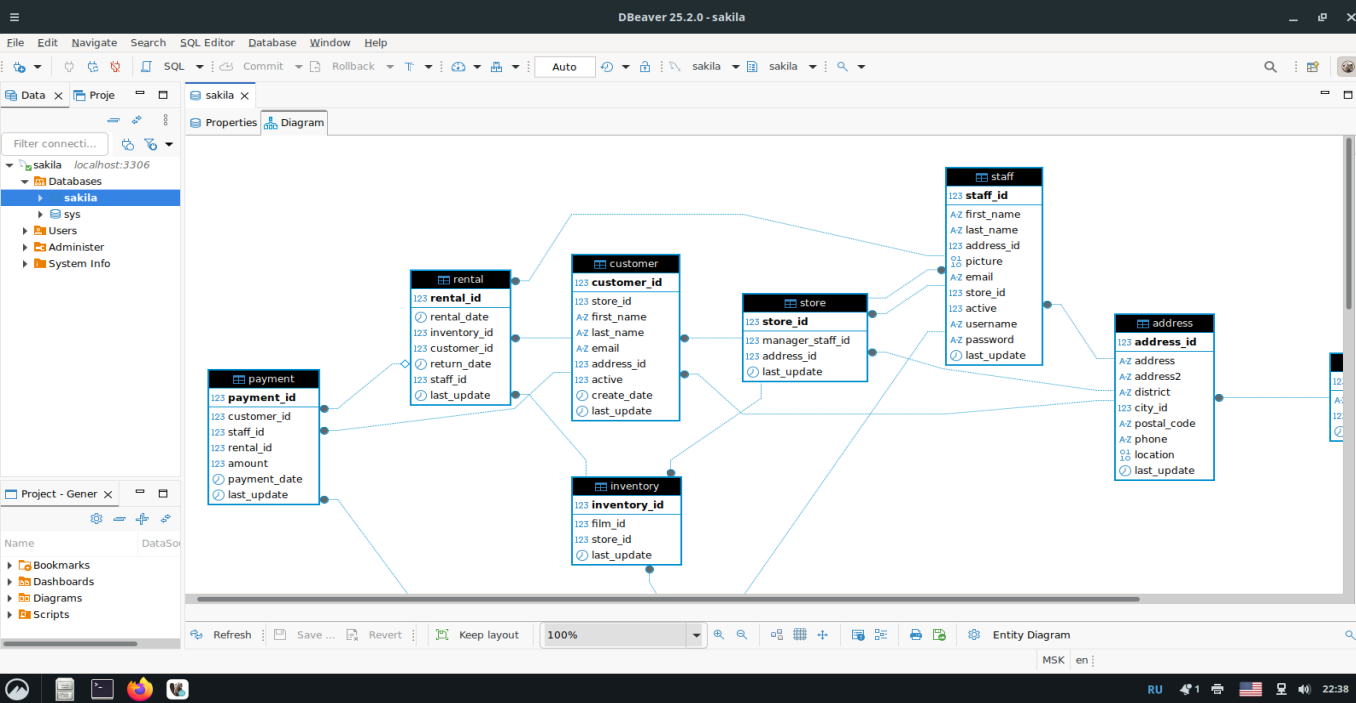 DBeaver 25.2.0 - sakila
File Edit Navigate Search SQL Editor Database Window Help
SQL Commit Rollback T Auto sakila sakila
Data Proje
sakila
Properties Diagram
Filter connecti...
sakila localhost:3306
Databases
sakila
sys
Users
Administer
System Info
Project - Gener
Name DataSou
Bookmarks
Dashboards
Diagrams
Scripts
payment
123 payment_id
123 customer_id
123 staff_id
123 rental_id
123 amount
payment_date
last_update
rental
123 rental_id
rental_date
123 inventory_id
123 customer_id
return_date
123 staff_id
last_update
customer
123 customer_id
123 store_id
A-Z first_name
A-Z last_name
A-Z email
123 address_id
123 active
create_date
last_update
inventory
123 inventory_id
123 film_id
123 store_id
last_update
store
123 store_id
123 manager_staff_id
123 address_id
last_update
staff
123 staff_id
A-Z first_name
A-Z last_name
123 address_id
picture
A-Z email
123 store_id
123 active
A-Z username
A-Z password
last_update
address
123 address_id
A-Z address
A-Z address2
A-Z district
123 city_id
A-Z postal_code
A-Z phone
location
last_update
Refresh Save ... Revert Keep layout 100% Entity Diagram
MSK en
RU 1 22:38